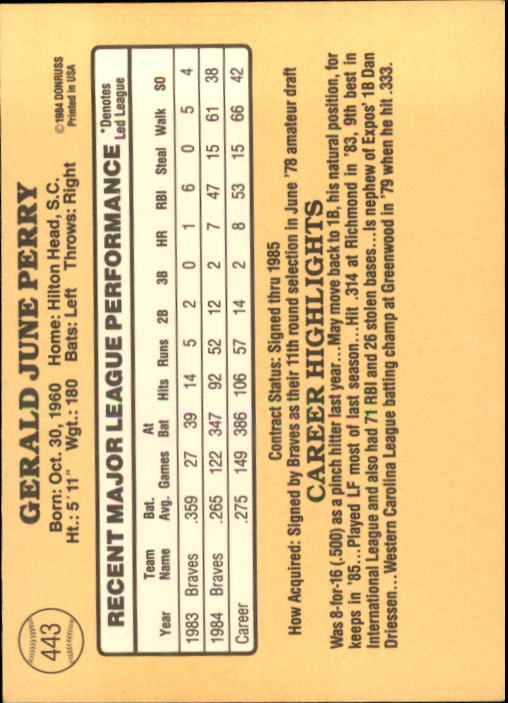 443
GERALD JUNE PERRY
Born: Oct. 30, 1960 Home: Hilton Head, S.C.
Ht.: 5' 11" Wgt.: 180 Bats: Left Throws: Right
©1984 DONRUSS
Printed in USA
RECENT MAJOR LEAGUE PERFORMANCE
*Denotes
Led League
Year Team Name Bat. Avg. Games At Bat Hits Runs 2B 3B HR RBI Steal Walk SO
1983 Braves .359 27 39 14 5 2 0 1 6 0 5 4
1984 Braves .265 122 347 92 52 12 2 7 47 15 61 38
Career .275 149 386 106 57 14 2 8 53 15 66 42
Contract Status: Signed thru 1985
How Acquired: Signed by Braves as their 11th round selection in June '78 amateur draft
CAREER HIGHLIGHTS
Was 8-for-16 (.500) as a pinch hitter last year...May move back to 1B, his natural position, for
keeps in '85...Played LF most of last season...Hit .314 at Richmond in '83, 9th best in
International League and also had 71 RBI and 26 stolen bases...Is nephew of Expos' 1B Dan
Driessen...Western Carolina League batting champ at Greenwood in '79 when he hit .333.